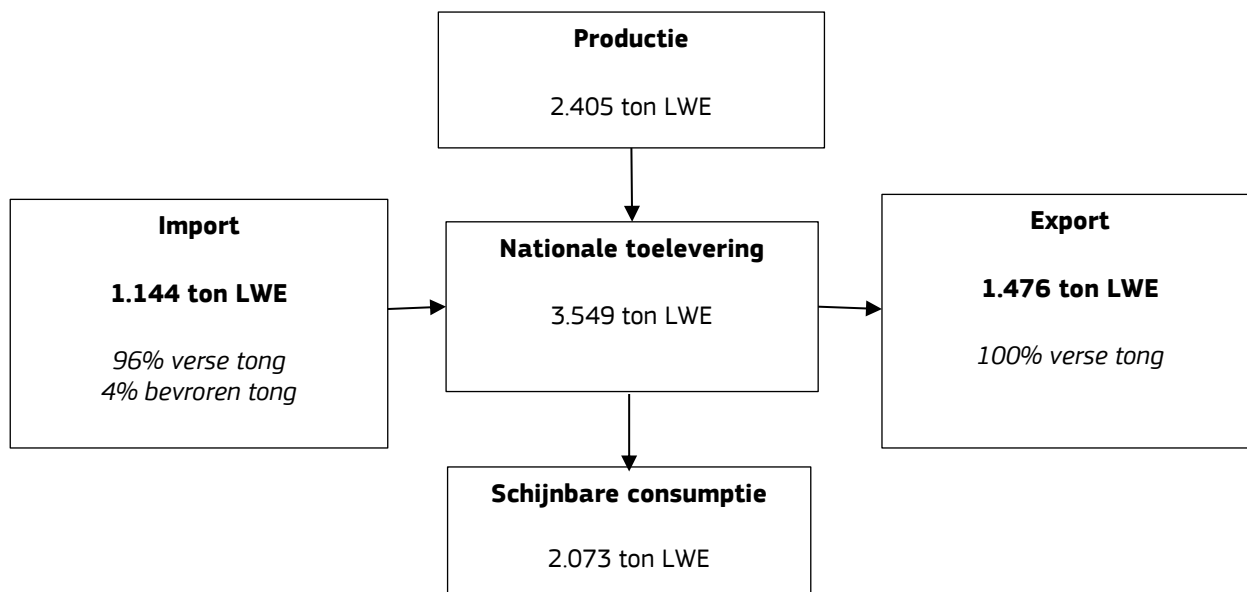 Productie
2.405 ton LWE
Import
1.144 ton LWE
96% verse tong
4% bevroren tong
Nationale toelevering
3.549 ton LWE
Export
1.476 ton LWE
100% verse tong
Schijnbare consumptie
2.073 ton LWE